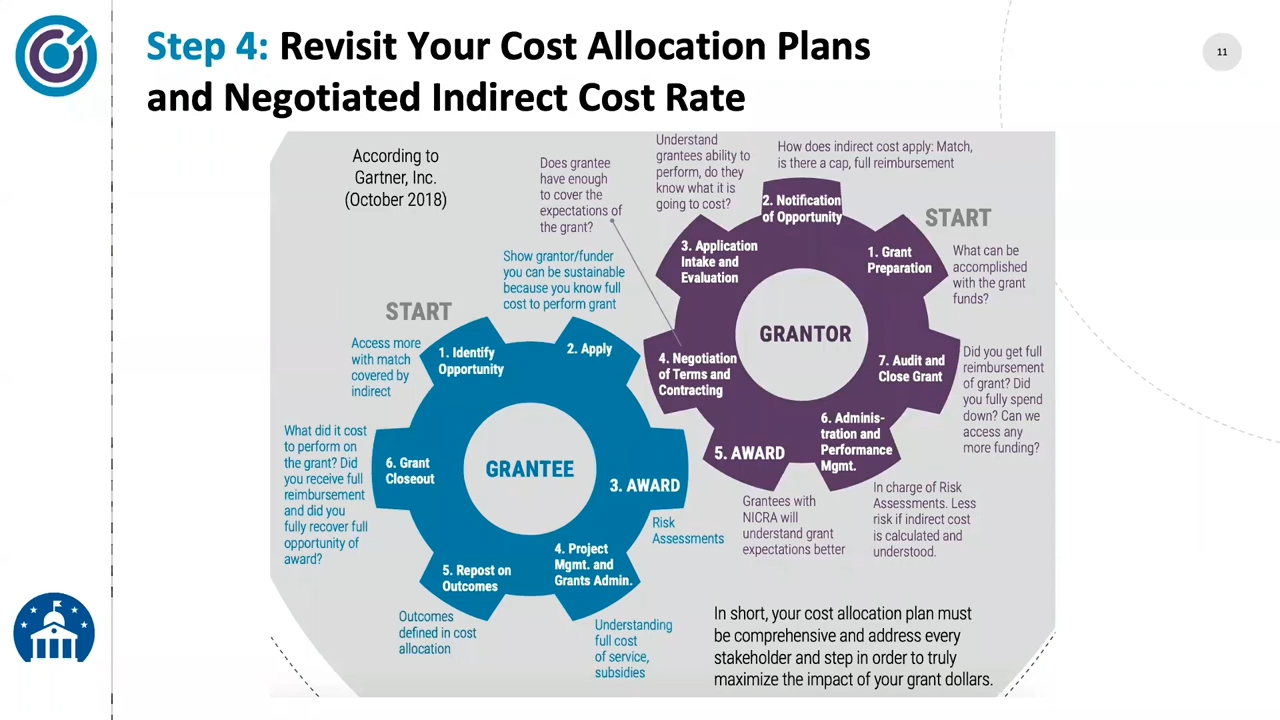 Step 4: Revisit Your Cost Allocation Plans
and Negotiated Indirect Cost Rate
11
According to
Gartner, Inc.
(October 2018)
Does grantee
have enough
to cover the
expectations of
the grant?
Understand
grantees ability to
perform, do they
know what it is
going to cost?
How does indirect cost apply: Match,
is there a cap, full reimbursement
START
What can be
accomplished
with the grant
funds?
Did you get full
reimbursement
of grant? Did
you fully spend
down? Can we
access any
more funding?
In charge of Risk
Assessments. Less
risk if indirect cost
is calculated and
understood.
Grantees with
NICRA will
understand grant
expectations better
GRANTOR
1. Grant
Preparation
2. Notification
of Opportunity
3. Application
Intake and
Evaluation
4. Negotiation
of Terms and
Contracting
5. AWARD
6. Adminis-
tration and
Performance
Mgmt.
7. Audit and
Close Grant
START
Access more
with match
covered by
indirect
Show grantor/funder
you can be sustainable
because you know full
cost to perform grant
GRANTEE
1. Identify
Opportunity
2. Apply
3. AWARD
Risk
Assessments
4. Project
Mgmt. and
Grants Admin.
Understanding
full cost
of service,
subsidies
5. Repost on
Outcomes
Outcomes
defined in cost
allocation
6. Grant
Closeout
What did it cost
to perform on
the grant? Did
you receive full
reimbursement
and did you
fully recover full
opportunity of
award?
In short, your cost allocation plan must
be comprehensive and address every
stakeholder and step in order to truly
maximize the impact of your grant dollars.